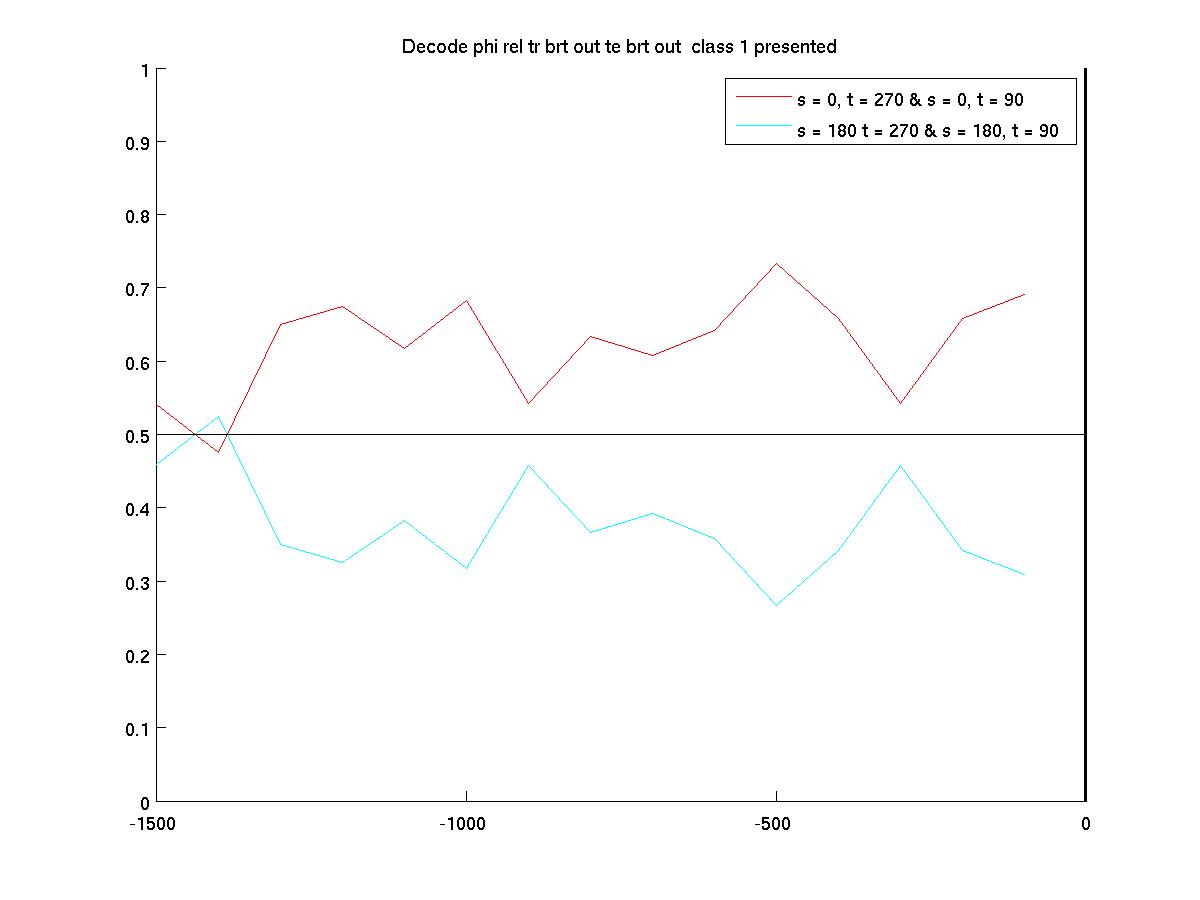 Decode phi rel tr brt out te brt out  class 1 presented
s = 0, t = 270 & s = 0, t = 90
s = 180 t = 270 & s = 180, t = 90
1
0.9
0.8
0.7
0.6
0.5
0.4
0.3
0.2
0.1
0
-1500 -1000 -500 0